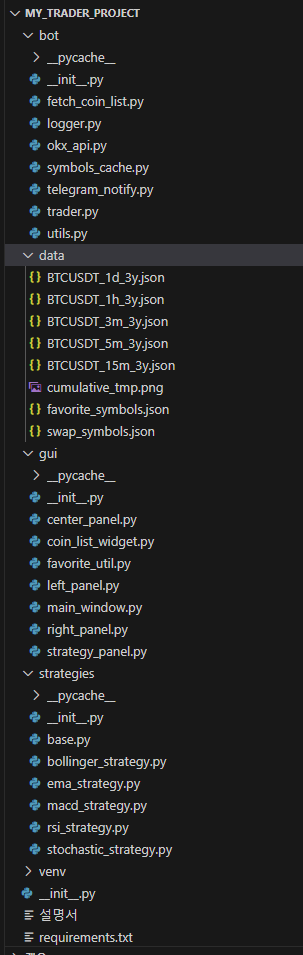 MY_TRADER_PROJECT
bot
__pycache__
__init__.py
fetch_coin_list.py
logger.py
okx_api.py
symbols_cache.py
telegram_notify.py
trader.py
utils.py
data
BTCUSDT_1d_3y.json
BTCUSDT_1h_3y.json
BTCUSDT_3m_3y.json
BTCUSDT_5m_3y.json
BTCUSDT_15m_3y.json
cumulative_tmp.png
favorite_symbols.json
swap_symbols.json
gui
__pycache__
__init__.py
center_panel.py
coin_list_widget.py
favorite_util.py
left_panel.py
main_window.py
right_panel.py
strategy_panel.py
strategies
__pycache__
__init__.py
base.py
bollinger_strategy.py
ema_strategy.py
macd_strategy.py
rsi_strategy.py
stochastic_strategy.py
venv
__init__.py
설명서
requirements.txt